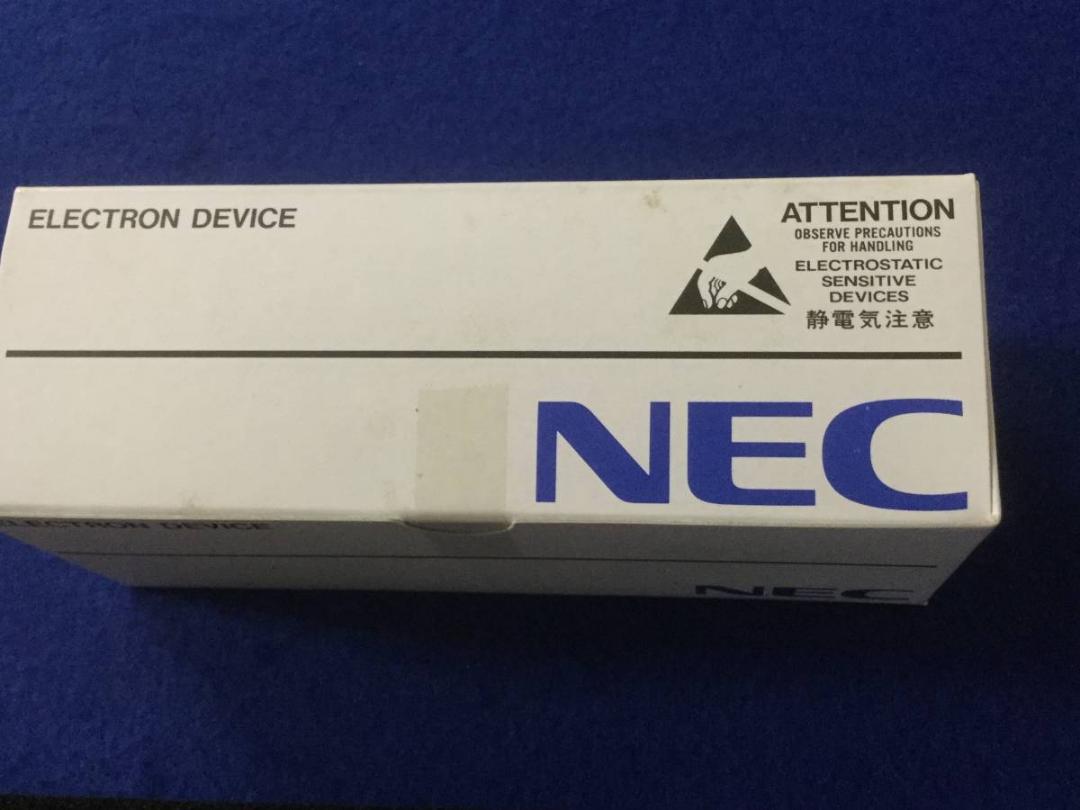 ELECTRON DEVICE
ATTENTION
OBSERVE PRECAUTIONS
FOR HANDLING
ELECTROSTATIC
SENSITIVE
DEVICES
静電気注意
NEC
ELECTRON DEVICE
NEC